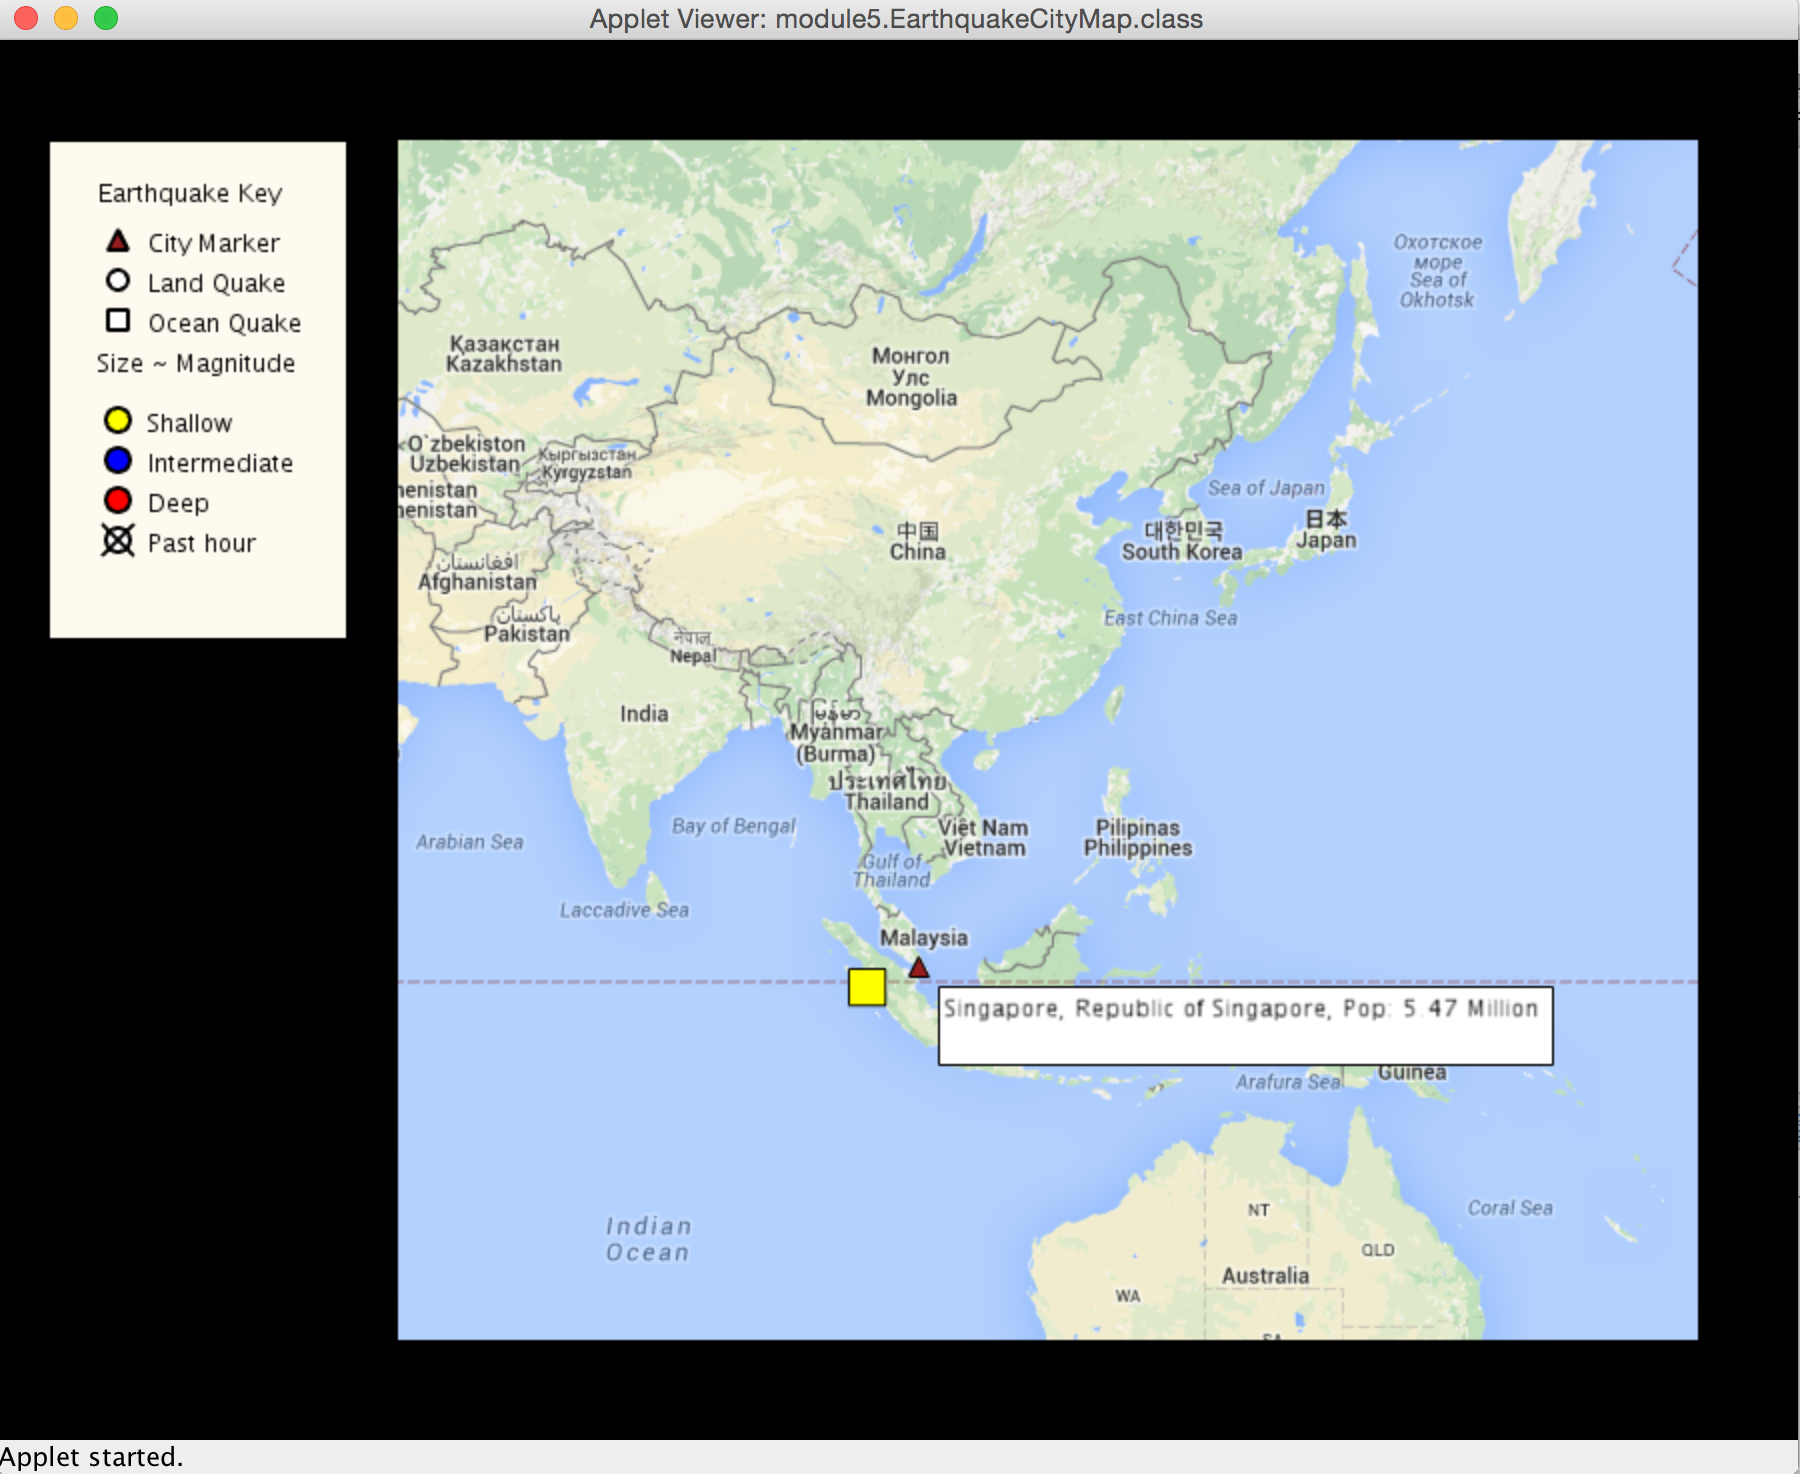 Applet Viewer: module5.EarthquakeCityMap.class
Earthquake Key
City Marker
Land Quake
Ocean Quake
Size ~ Magnitude
Shallow
Intermediate
Deep
Past hour
Охотское
море
Sea of
Okhotsk
Қазақстан
Kazakhstan
Монгол
Улс
Mongolia
O`zbekiston
Uzbekistan
Кыргызстан
Kyrgyzstan
enistan
enistan
Sea of Japan
日本
Japan
中国
China
대한민국
South Korea
افغانستان
Afghanistan
پاکستان
Pakistan
East China Sea
नेपाल
Nepal
India
မြန်မာ
Myanmar
(Burma)
ประเทศไทย
Thailand
Bay of Bengal
Việt Nam
Vietnam
Pilipinas
Philippines
Arabian Sea
Gulf of
Thailand
Laccadive Sea
Malaysia
Singapore, Republic of Singapore, Pop: 5.47 Million
Guinea
Arafura Sea
Indian
Ocean
NT
Coral Sea
QLD
Australia
WA
SA
Applet started.